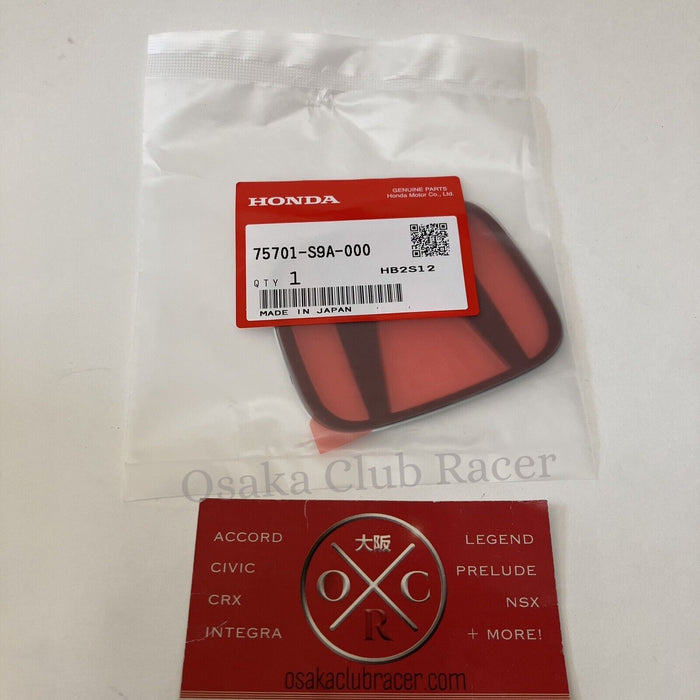 GENUINE PARTS
HONDA
Honda Motor Co., Ltd.
75701-S9A-000
QTY 1
HB2S12
MADE IN JAPAN
Osaka Club Racer
ACCORD
CIVIC
CRX
INTEGRA
大阪
O C
R
LEGEND
PRELUDE
NSX
+ MORE!
osakaclubracer.com